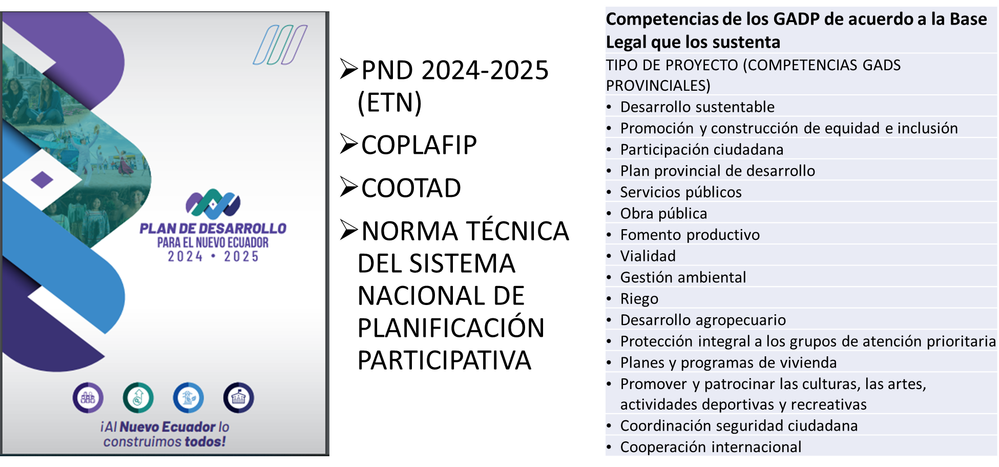 PLAN DE DESARROLLO
PARA EL NUEVO ECUADOR
2024 • 2025
¡Al Nuevo Ecuador lo
construimos todos!
➢PND 2024-2025
(ETN)
➢COPLAFIP
➢COOTAD
➢NORMA TÉCNICA
DEL SISTEMA
NACIONAL DE
PLANIFICACIÓN
PARTICIPATIVA
Competencias de los GADP de acuerdo a la Base
Legal que los sustenta
TIPO DE PROYECTO (COMPETENCIAS GADS
PROVINCIALES)
• Desarrollo sustentable
• Promoción y construcción de equidad e inclusión
• Participación ciudadana
• Plan provincial de desarrollo
• Servicios públicos
• Obra pública
• Fomento productivo
• Vialidad
• Gestión ambiental
• Riego
• Desarrollo agropecuario
• Protección integral a los grupos de atención prioritaria
• Planes y programas de vivienda
• Promover y patrocinar las culturas, las artes,
actividades deportivas y recreativas
• Coordinación seguridad ciudadana
• Cooperación internacional